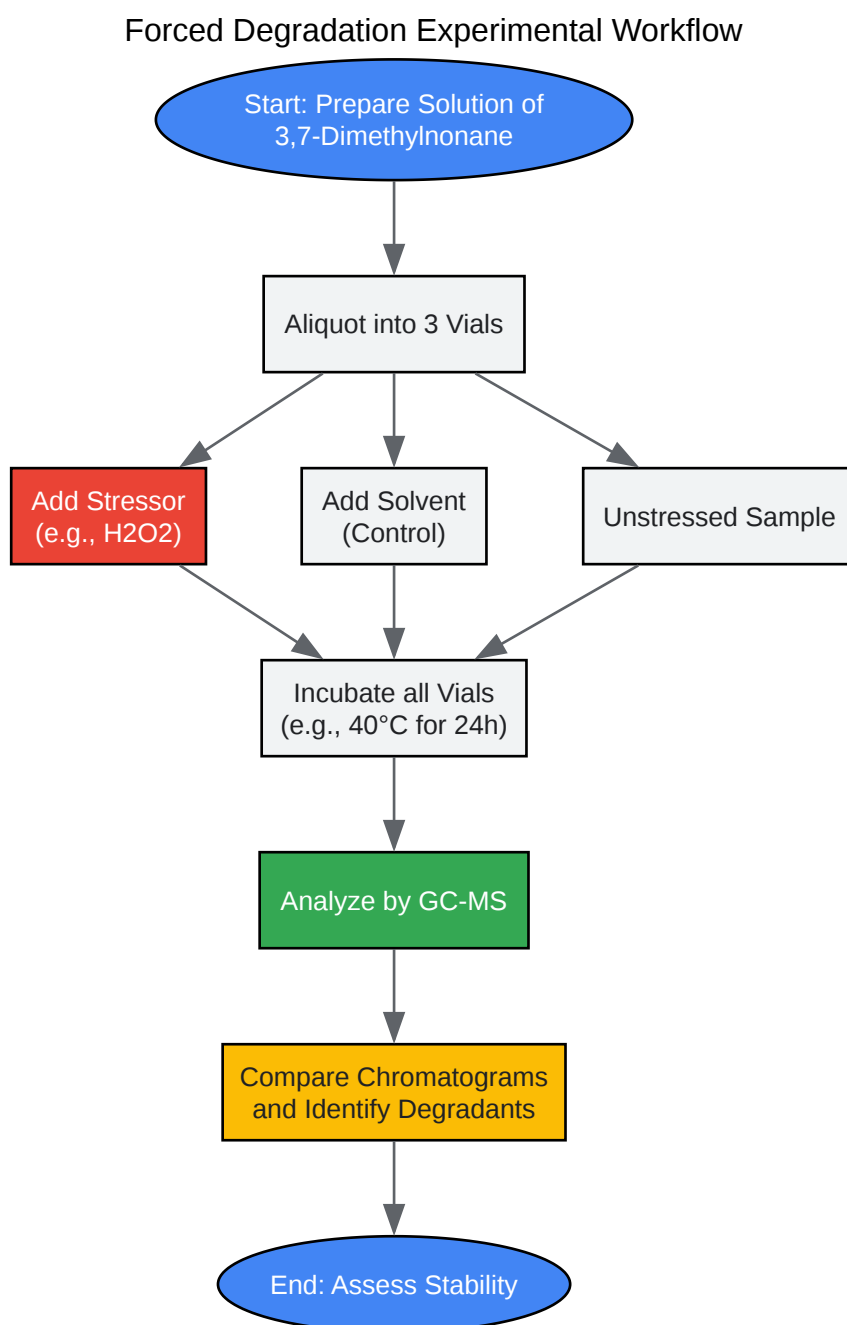 Forced Degradation Experimental Workflow
Start: Prepare Solution of
3,7-Dimethylnonane
Aliquot into 3 Vials
Add Stressor
(e.g., H2O2)
Add Solvent
(Control)
Unstressed Sample
Incubate all Vials
(e.g., 40°C for 24h)
Analyze by GC-MS
Compare Chromatograms
and Identify Degradants
End: Assess Stability